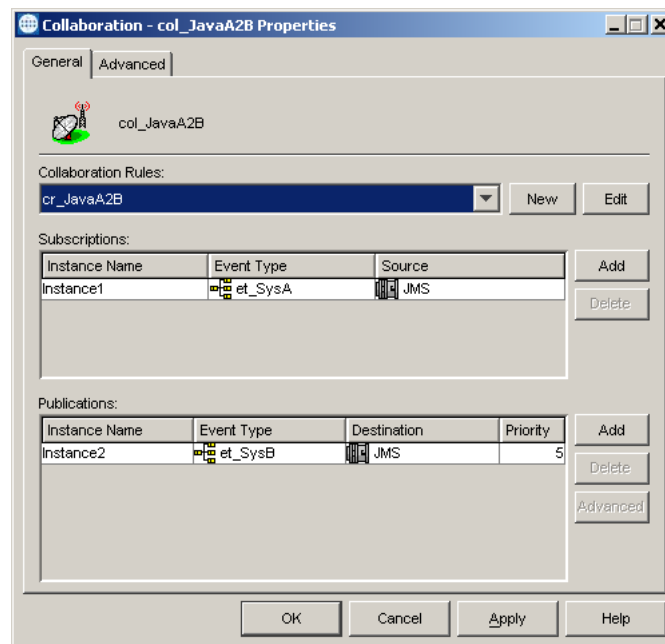 Collaboration - col_JavaA2B Properties
General Advanced
col_JavaA2B
Collaboration Rules:
cr_JavaA2B New Edit
Subscriptions:
Instance Name Event Type Source Add
Instance1 et_SysA JMS
Delete
Publications:
Instance Name Event Type Destination Priority Add
Instance2 et_SysB JMS 5
Delete
Advanced
OK Cancel Apply Help